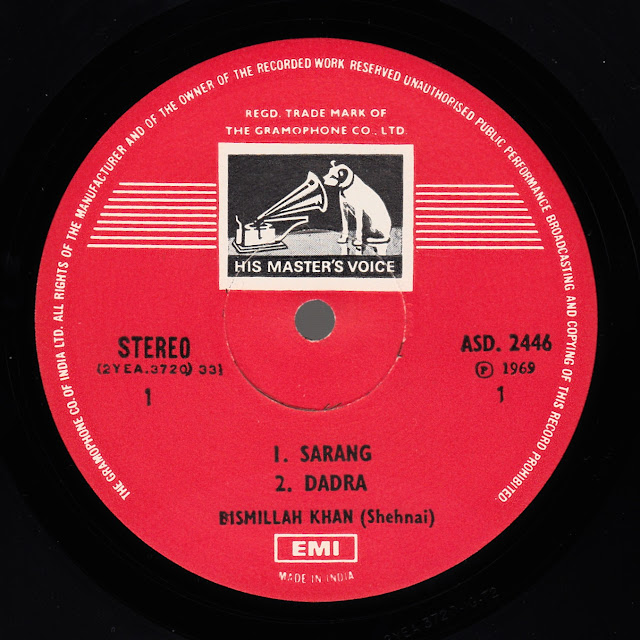 THE GRAMOPHONE CO. OF INDIA LTD. ALL RIGHTS OF THE MANUFACTURER AND OF THE OWNER OF THE RECORDED WORK RESERVED UNAUTHORISED PUBLIC PERFORMANCE BROADCASTING AND COPYING OF THIS RECORD PROHIBITED.
REGD. TRADE MARK OF
THE GRAMOPHONE CO., LTD.
HIS MASTER'S VOICE
STEREO
(2YEA.3720) 33⅓
1
ASD. 2446
℗ 1969
1
1. SARANG
2. DADRA
BISMILLAH KHAN (Shehnai)
EMI
MADE IN INDIA